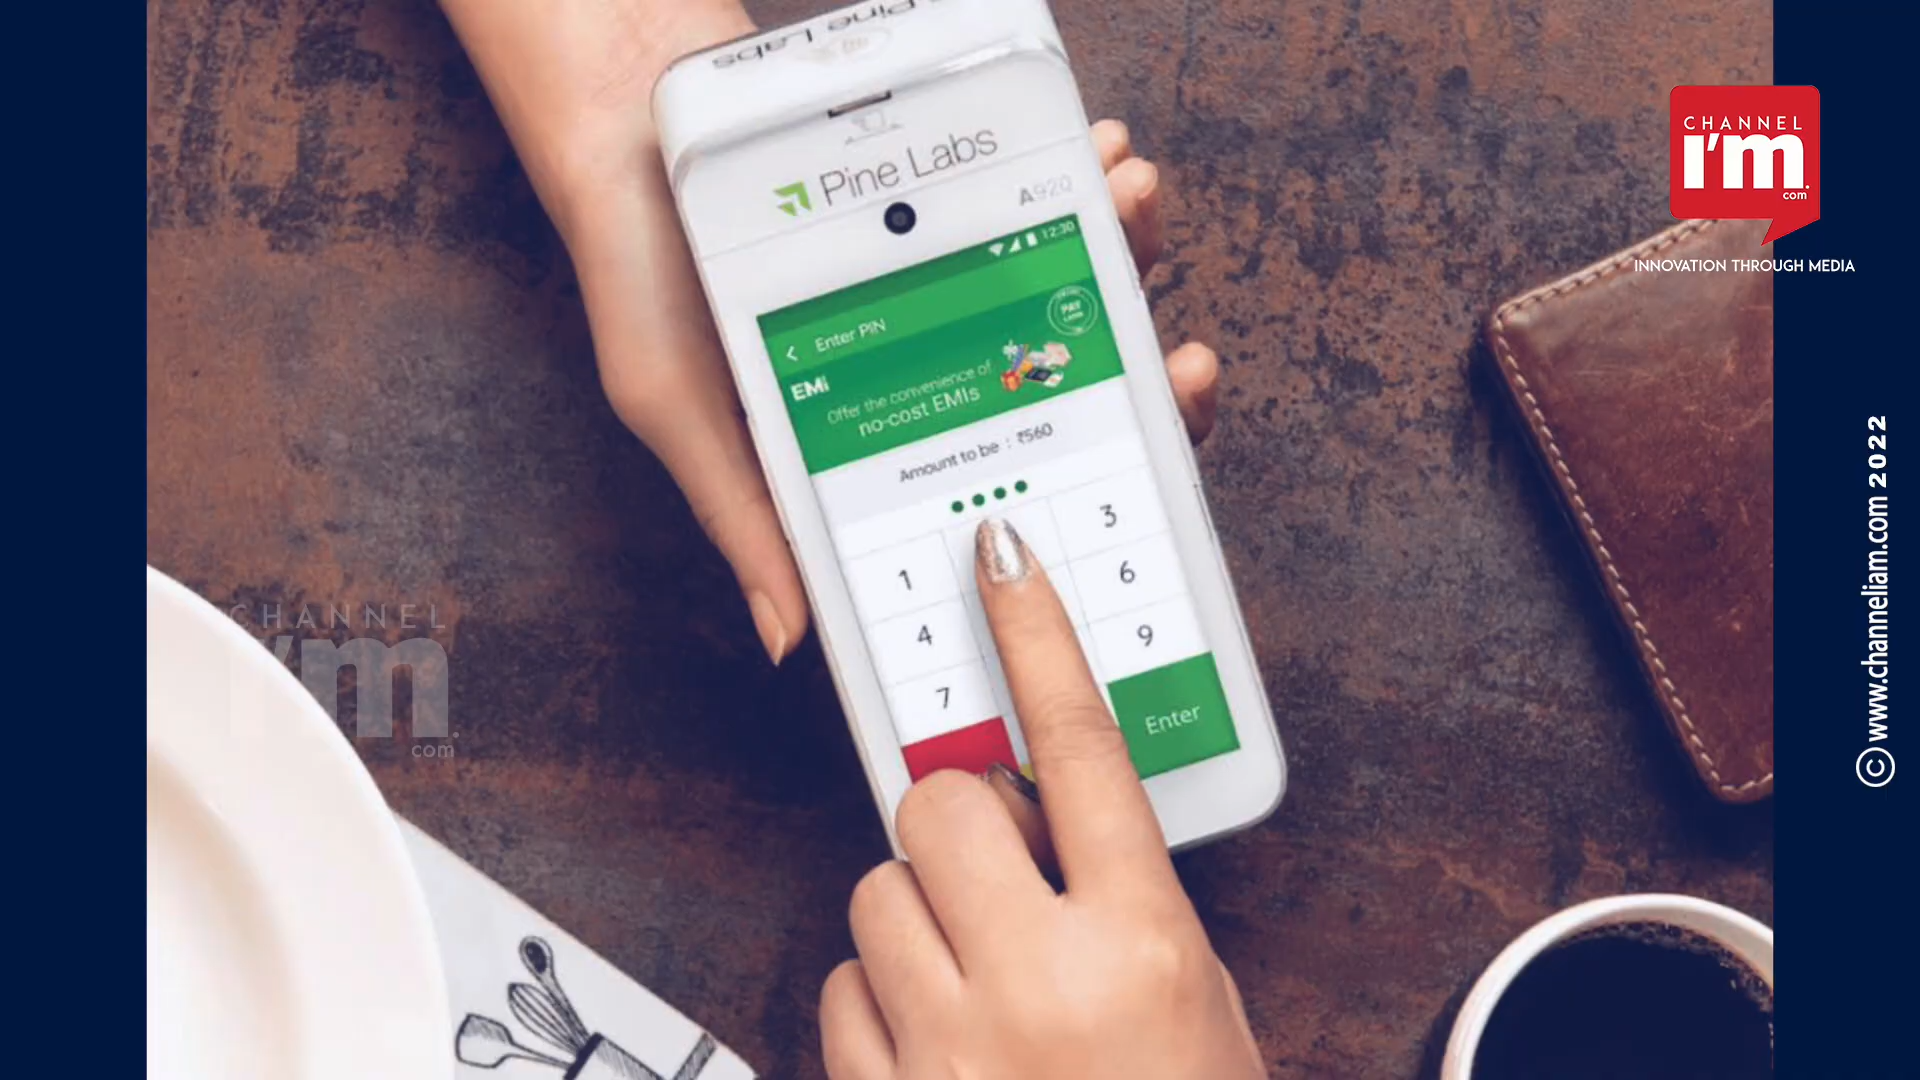 Pine Labs
Pine Labs
A920
12:30
Enter PIN
PAY
LATER
EMi
Offer the convenience of
no-cost EMIs
Amount to be : ₹560
1
3
4
6
7
9
Enter
CHANNEL
I'm.
com
INNOVATION THROUGH MEDIA
© www.channeliam.com 2022
CHANNEL
I'm.
com